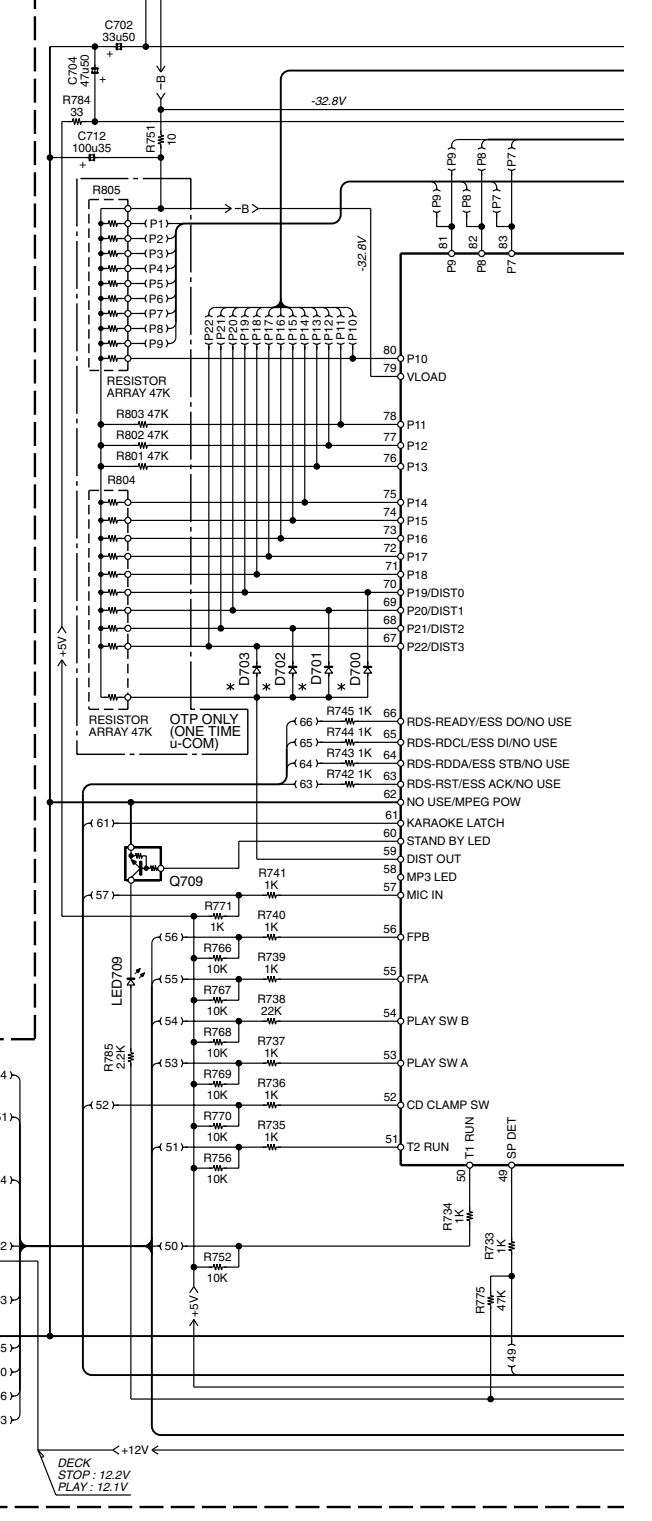 C702
33u50
C704
47u50
+
+
R784
33
–B
-32.8V
R751
10
C712
100u35
+
R805
–B
-32.8V
P1
P2
P3
P4
P5
P6
P7
P8
P9
RESISTOR
ARRAY 47K
P9
P8
P7
P9
P8
P7
81
82
83
P9
P8
P7
P22
P21
P20
P19
P18
P17
P16
P15
P14
P13
P12
P11
P10
80 P10
79 VLOAD
R803 47K
78 P11
R802 47K
77 P12
R801 47K
76 P13
R804
75 P14
74 P15
73 P16
72 P17
71 P18
70 P19/DIST0
69 P20/DIST1
68 P21/DIST2
67 P22/DIST3
+5V
D703
D702
D701
D700
* * * *
RESISTOR
ARRAY 47K
OTP ONLY
(ONE TIME
u-COM)
66 R745 1K 66 RDS-READY/ESS DO/NO USE
65 R744 1K 65 RDS-RDCL/ESS DI/NO USE
64 R743 1K 64 RDS-RDDA/ESS STB/NO USE
63 R742 1K 63 RDS-RST/ESS ACK/NO USE
62 NO USE/MPEG POW
61 61 KARAOKE LATCH
60 STAND BY LED
59 DIST OUT
58 MP3 LED
Q709
57 R741 1K 57 MIC IN
R771
1K
56 R740 1K 56 FPB
R766
10K
55 R739 1K 55 FPA
LED709
R767
10K
54 R738 22K 54 PLAY SW B
R768
10K
R785
2.2K
53 R737 1K 53 PLAY SW A
R769
10K
52 R736 1K 52 CD CLAMP SW
R770
10K
51 R735 1K 51 T2 RUN
R756
10K
T1 RUN
SP DET
50
49
R734
1K
R733
1K
50
R752
10K
R775
47K
+5V
49
4
51
4
2
3
5
0
6
3
+12V
DECK
STOP : 12.2V
PLAY : 12.1V